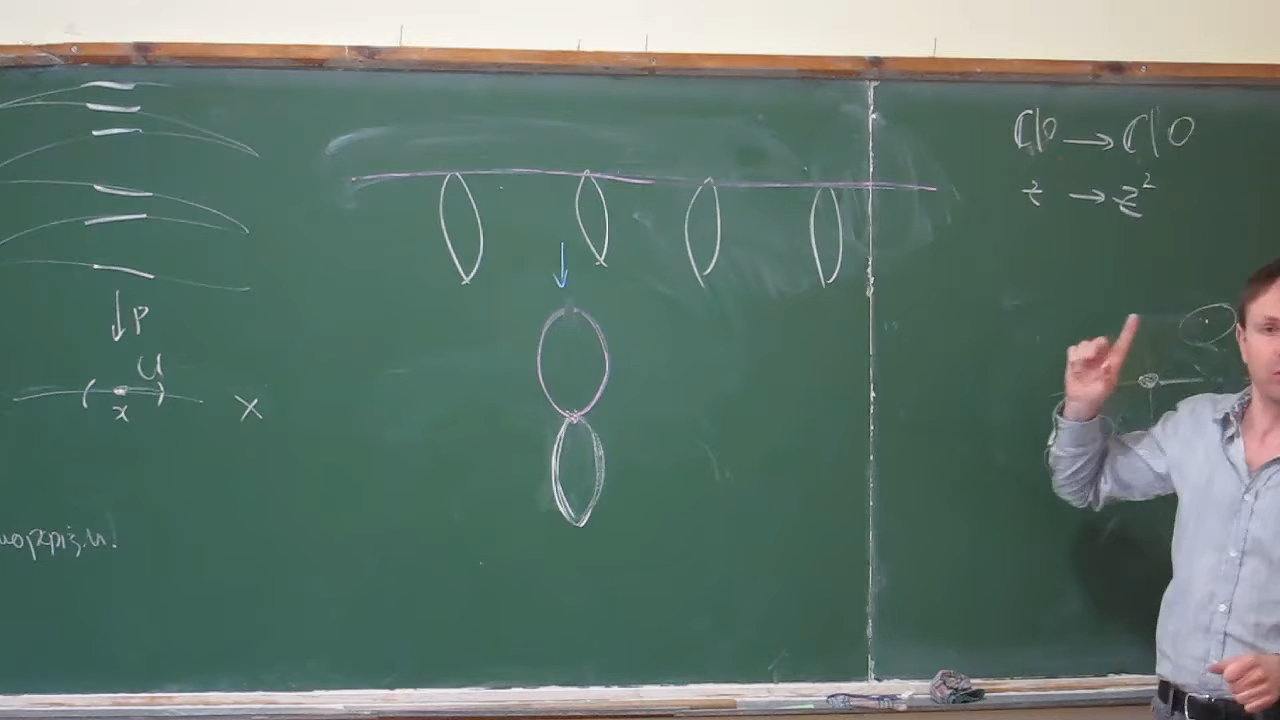 p
U
x
X
C\0 → C\0
z → z²